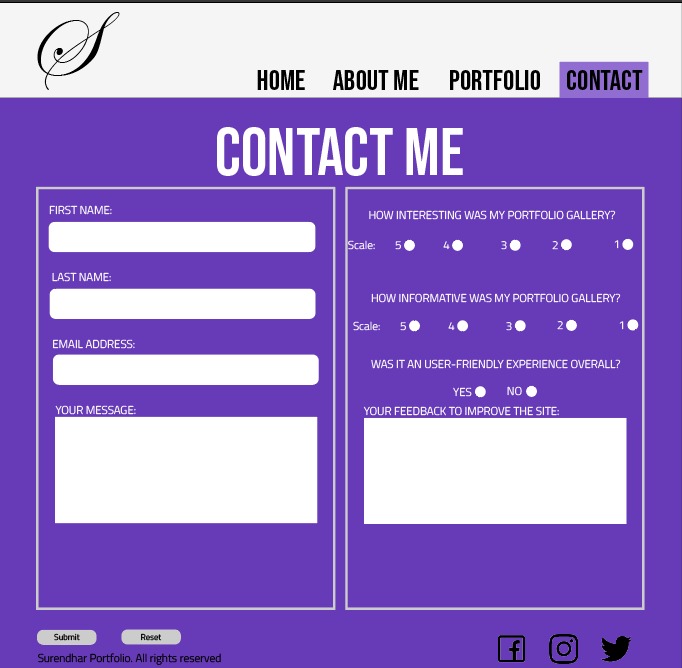 S
HOME ABOUT ME PORTFOLIO CONTACT
CONTACT ME
FIRST NAME:
LAST NAME:
EMAIL ADDRESS:
YOUR MESSAGE:
HOW INTERESTING WAS MY PORTFOLIO GALLERY?
Scale: 5 4 3 2 1
HOW INFORMATIVE WAS MY PORTFOLIO GALLERY?
Scale: 5 4 3 2 1
WAS IT AN USER-FRIENDLY EXPERIENCE OVERALL?
YES NO
YOUR FEEDBACK TO IMPROVE THE SITE:
Submit Reset
Surendhar Portfolio. All rights reserved